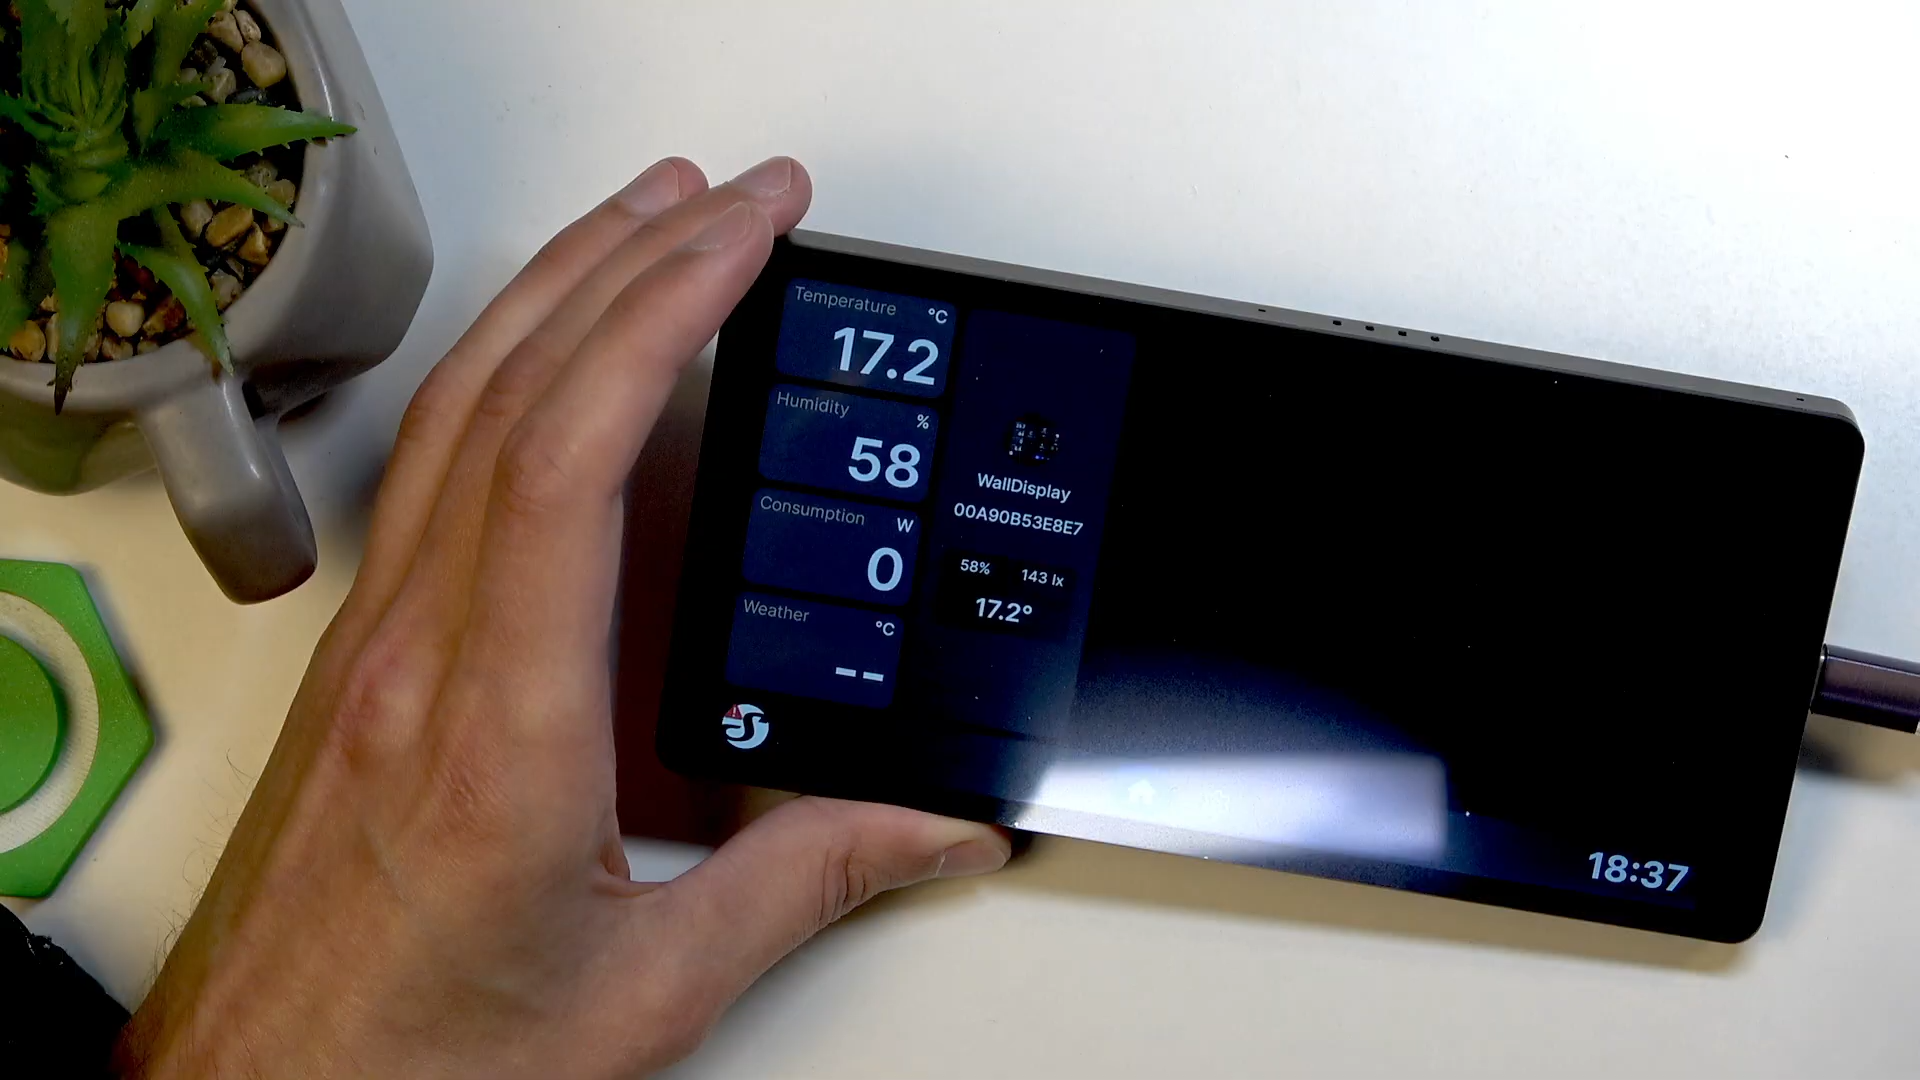 Temperature
°C
17.2
Humidity
%
58
Consumption
W
0
Weather
°C
--
WallDisplay
00A90B53E8E7
58% 143 lx
17.2°
18:37